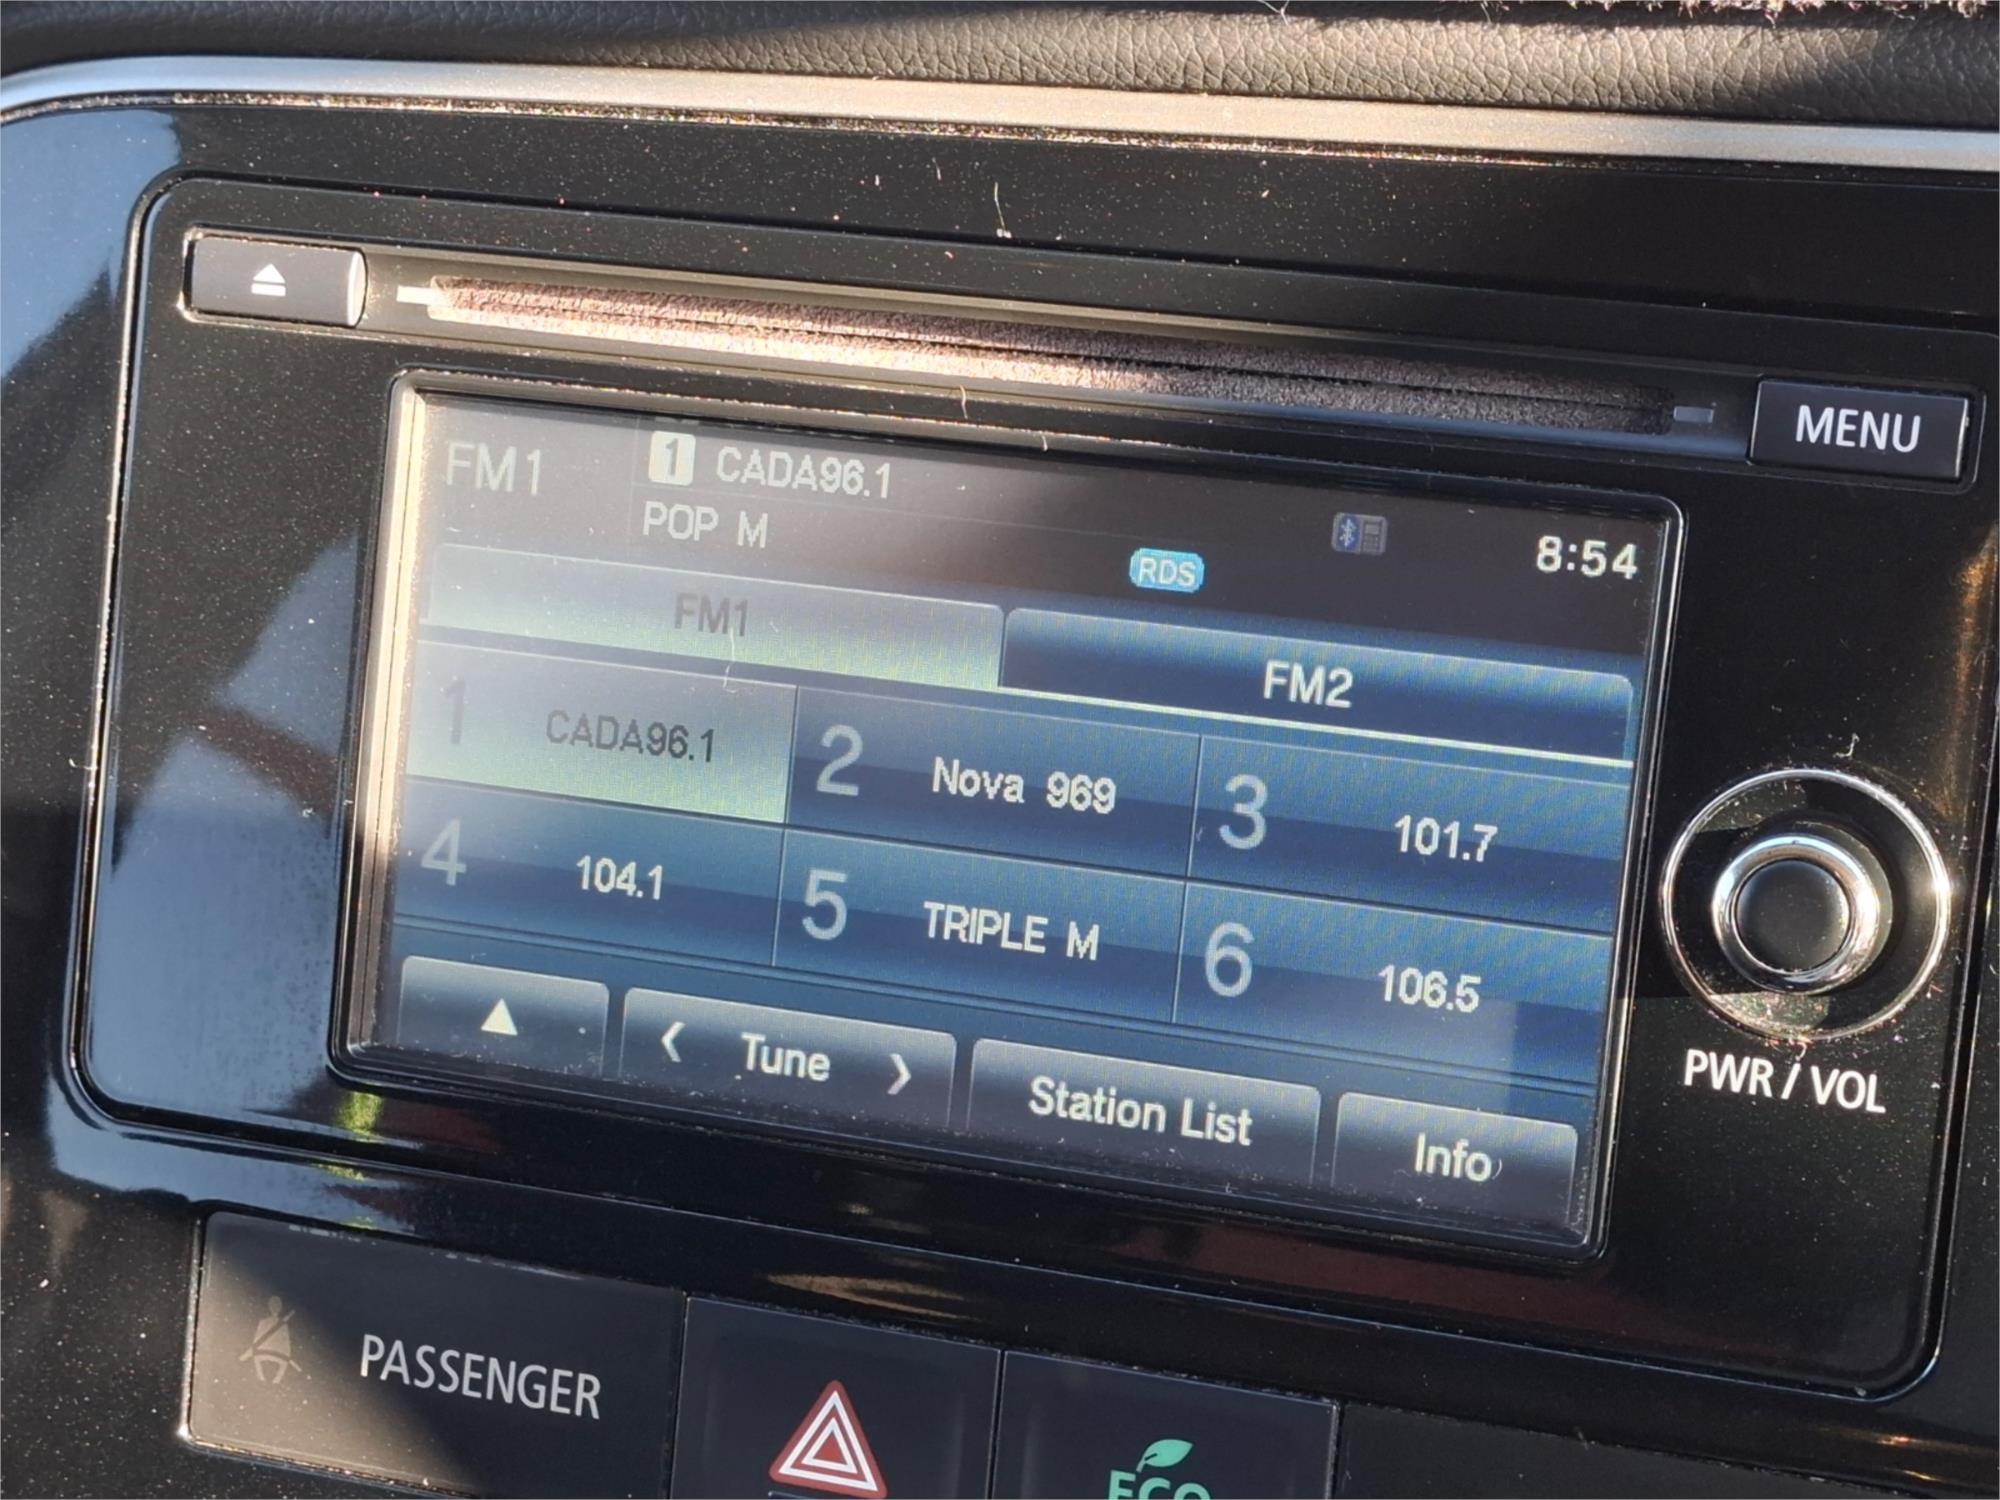 MENU
FM1
1 CADA96.1
POP M
RDS
8:54
FM1
FM2
1 CADA96.1
2 Nova 969
3 101.7
4 104.1
5 TRIPLE M
6 106.5
Tune
Station List
Info
PWR / VOL
PASSENGER
ECO